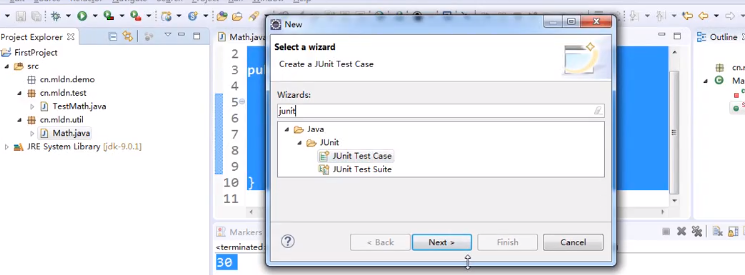 Project Explorer
FirstProject
src
cn.mldn.demo
cn.mldn.test
TestMath.java
cn.mldn.util
Math.java
JRE System Library [jdk-9.0.1]
Math.java
2
3 pu
4
5
6
7
8
9
10 }
11
Markers
<terminated
30
New
Select a wizard
Create a JUnit Test Case
Wizards:
junit
Java
JUnit
JUnit Test Case
JUnit Test Suite
?
< Back
Next >
Finish
Cancel
Outline
cn.m
Ma